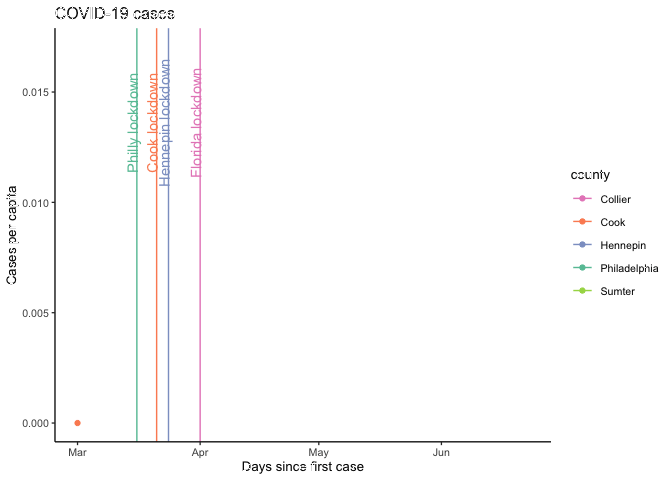 COVID-19 cases
Philly lockdown
Cook lockdown
Hennepin lockdown
Florida lockdown
Cases per capita
0.015
0.010
0.005
0.000
Mar
Apr
May
Jun
Days since first case
county
Collier
Cook
Hennepin
Philadelphia
Sumter